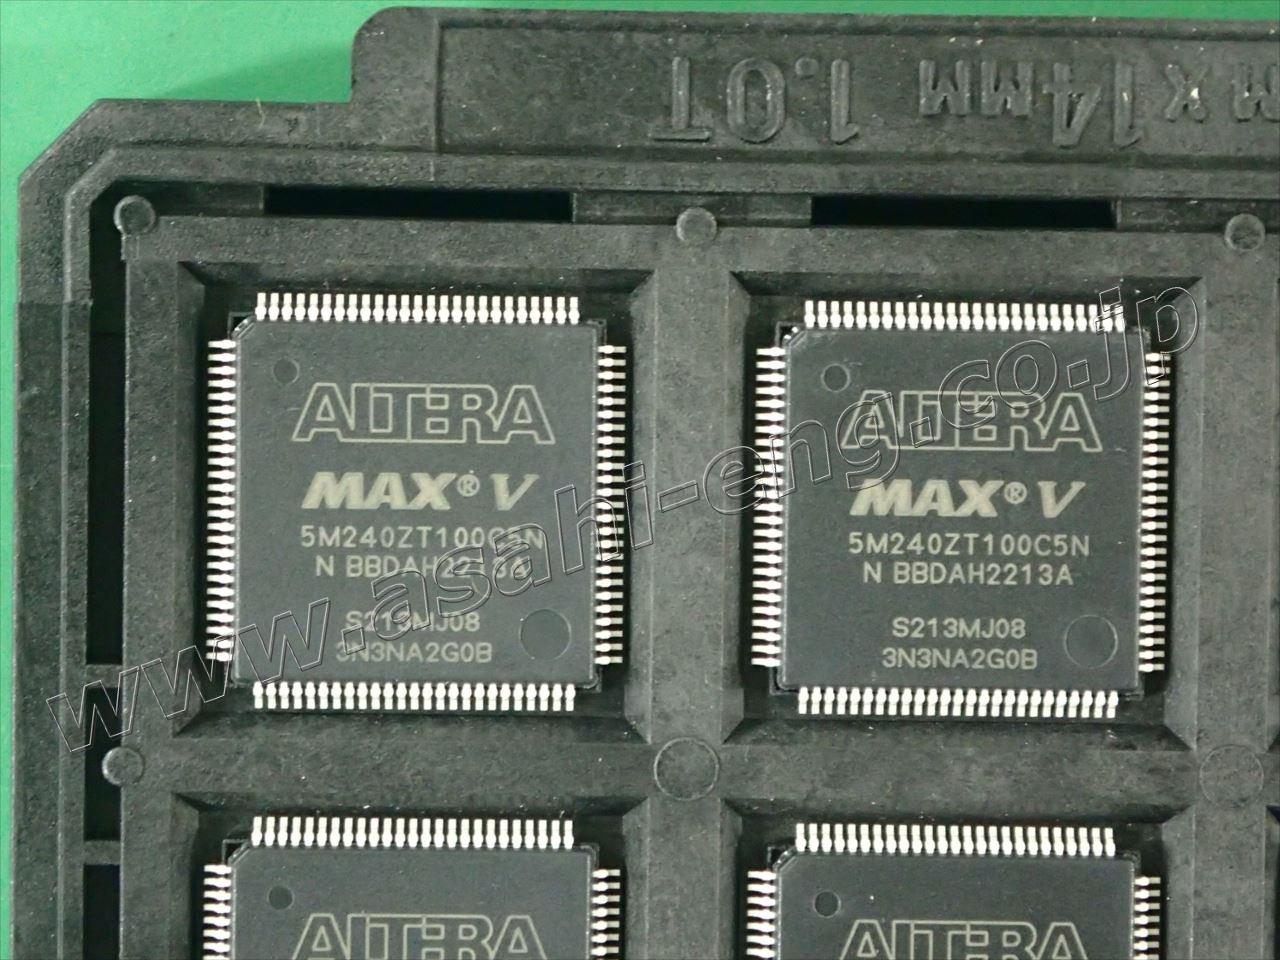 M x 14MM 1.0T
ALTERA
MAX® V
5M240ZT100C5N
N BBDAH2213A
S213MJ08
3N3NA2G0B
ALTERA
MAX® V
5M240ZT100C5N
N BBDAH2213A
S213MJ08
3N3NA2G0B
www.asahi-eng.co.jp
ALTERA
ALTERA